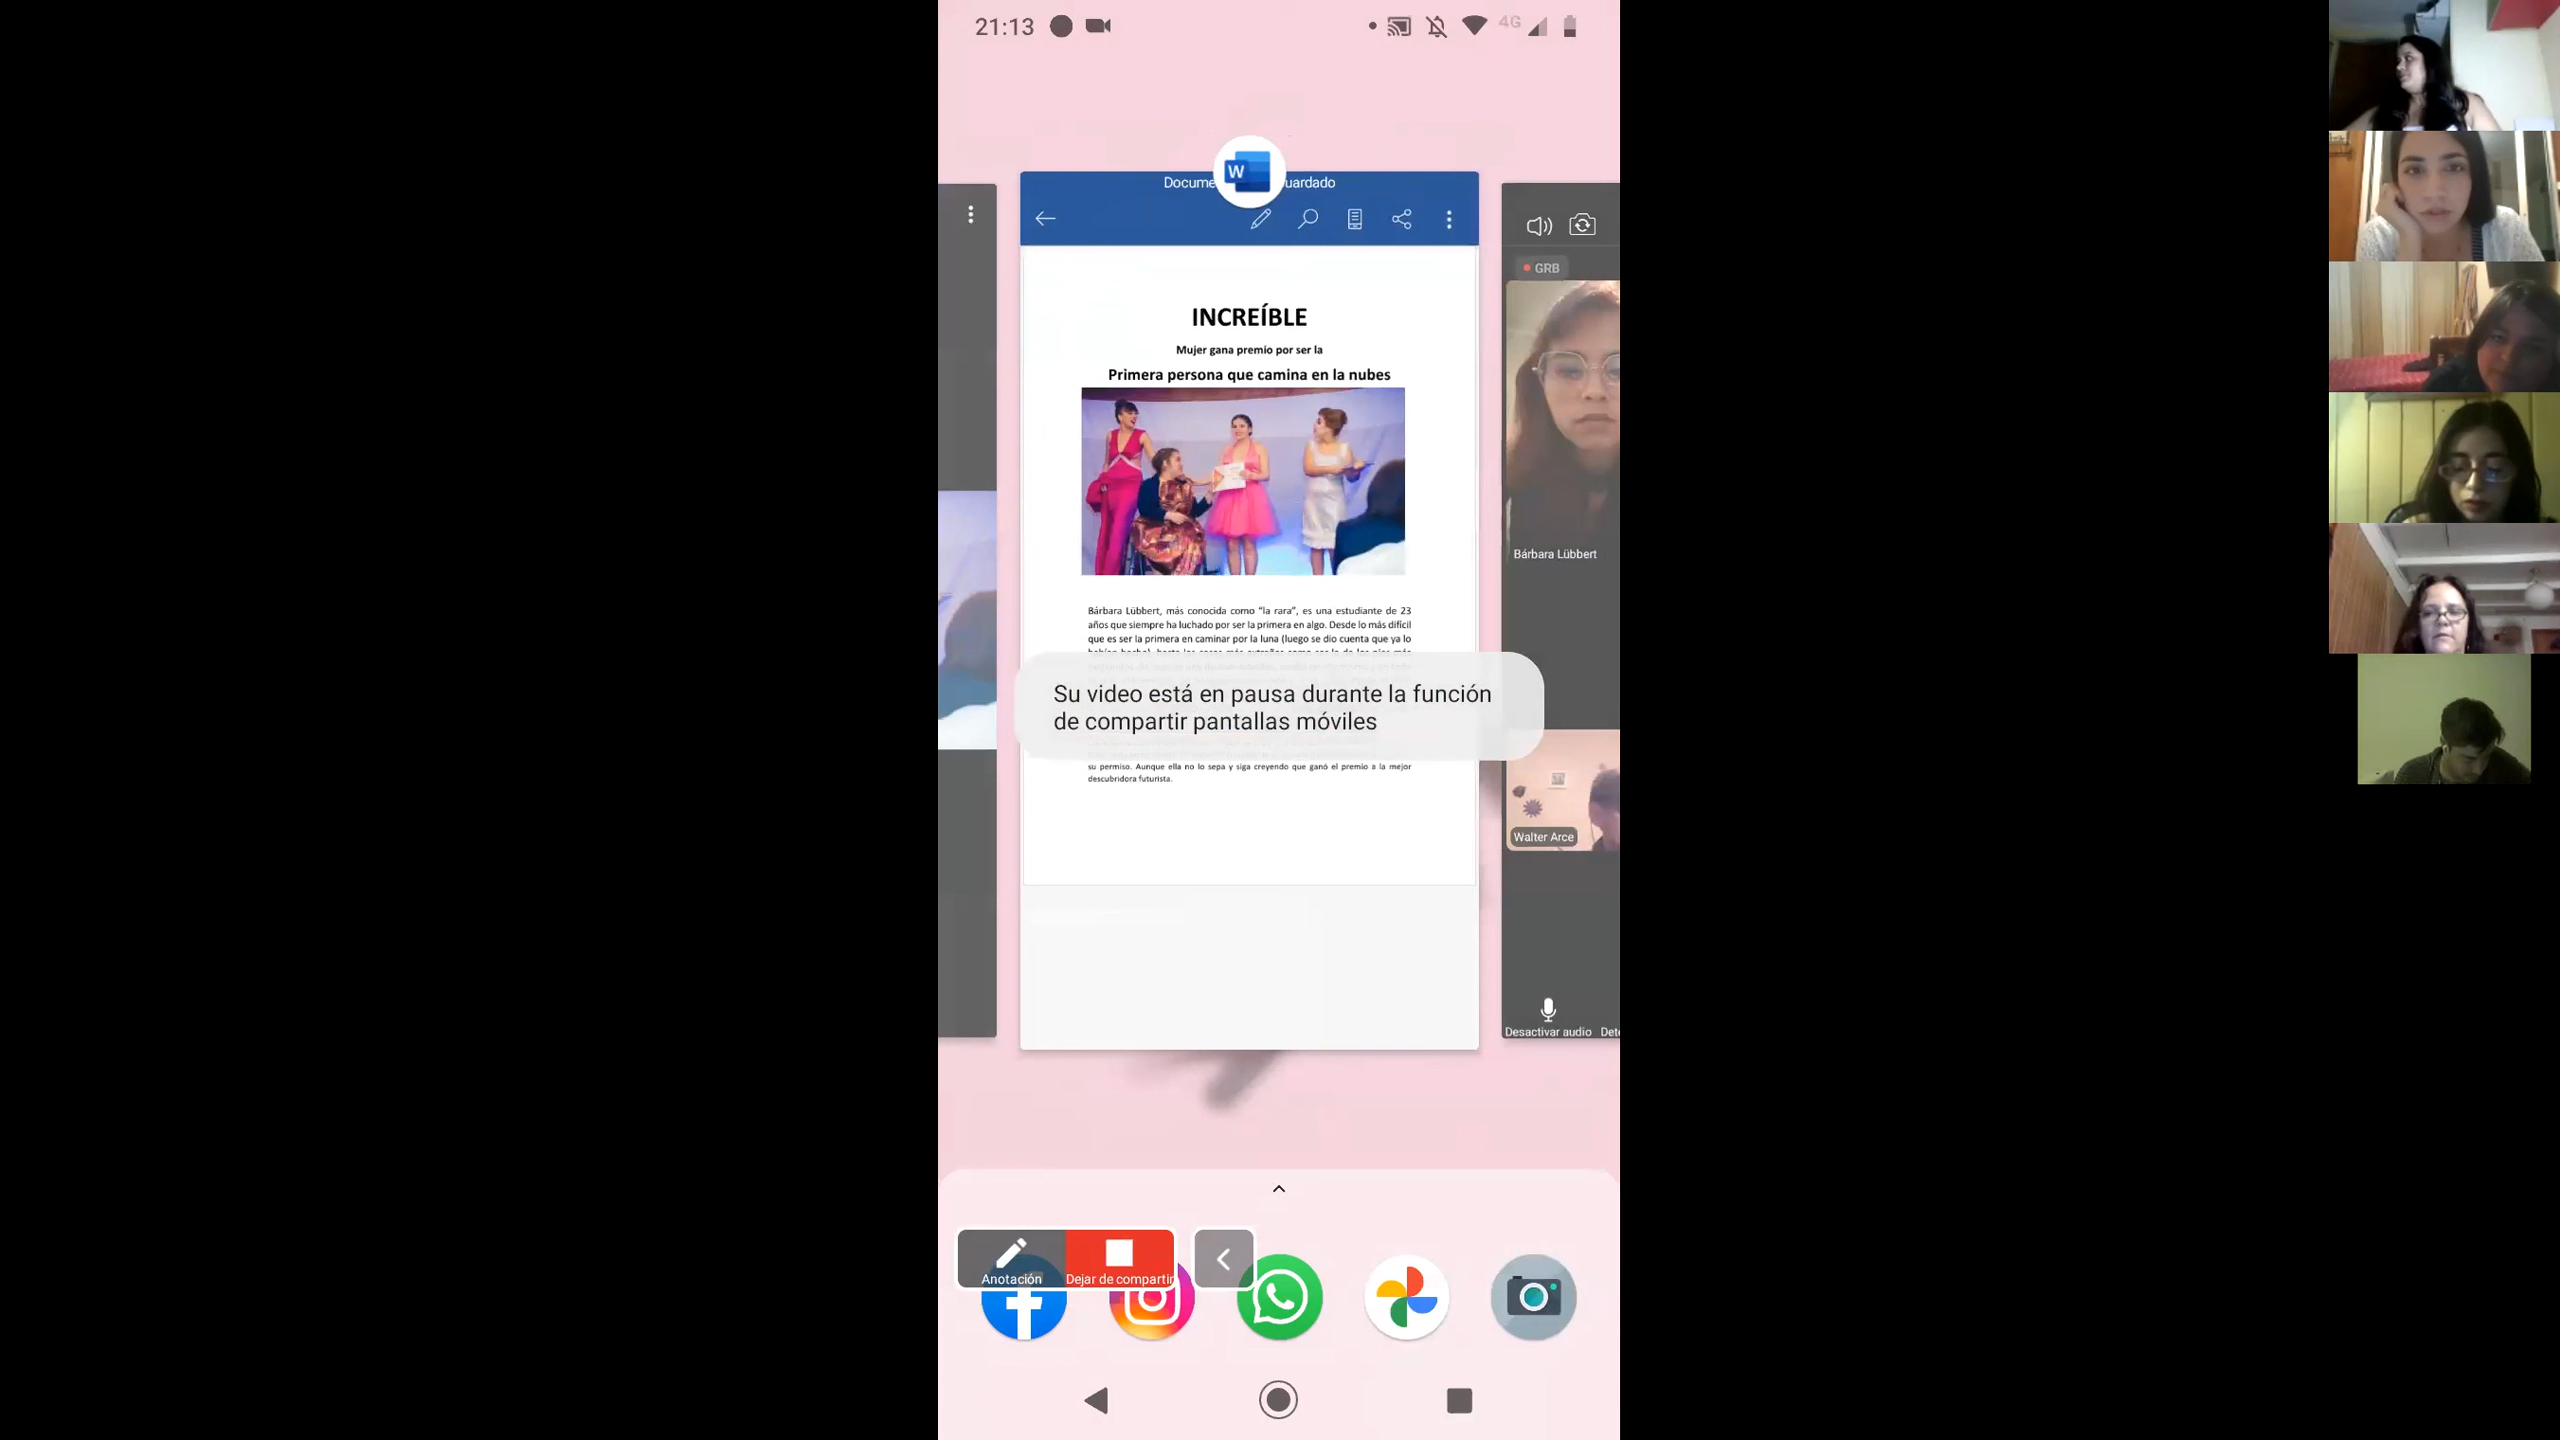 21:13
4G
W
Docume
uardado
GRB
INCREÍBLE
Mujer gana premio por ser la
Primera persona que camina en la nubes
Bárbara Lübbert
Bárbara Lübbert, más conocida como "la rara", es una estudiante de 23
años que siempre ha luchado por ser la primera en algo. Desde lo más difícil
que es ser la primera en caminar por la luna (luego se dio cuenta que ya lo
Su video está en pausa durante la función
de compartir pantallas móviles
su permiso. Aunque ella no lo sepa y siga creyendo que ganó el premio a la mejor
descubridora futurista.
Walter Arce
Desactivar audio
Dete
Anotación
Dejar de compartir